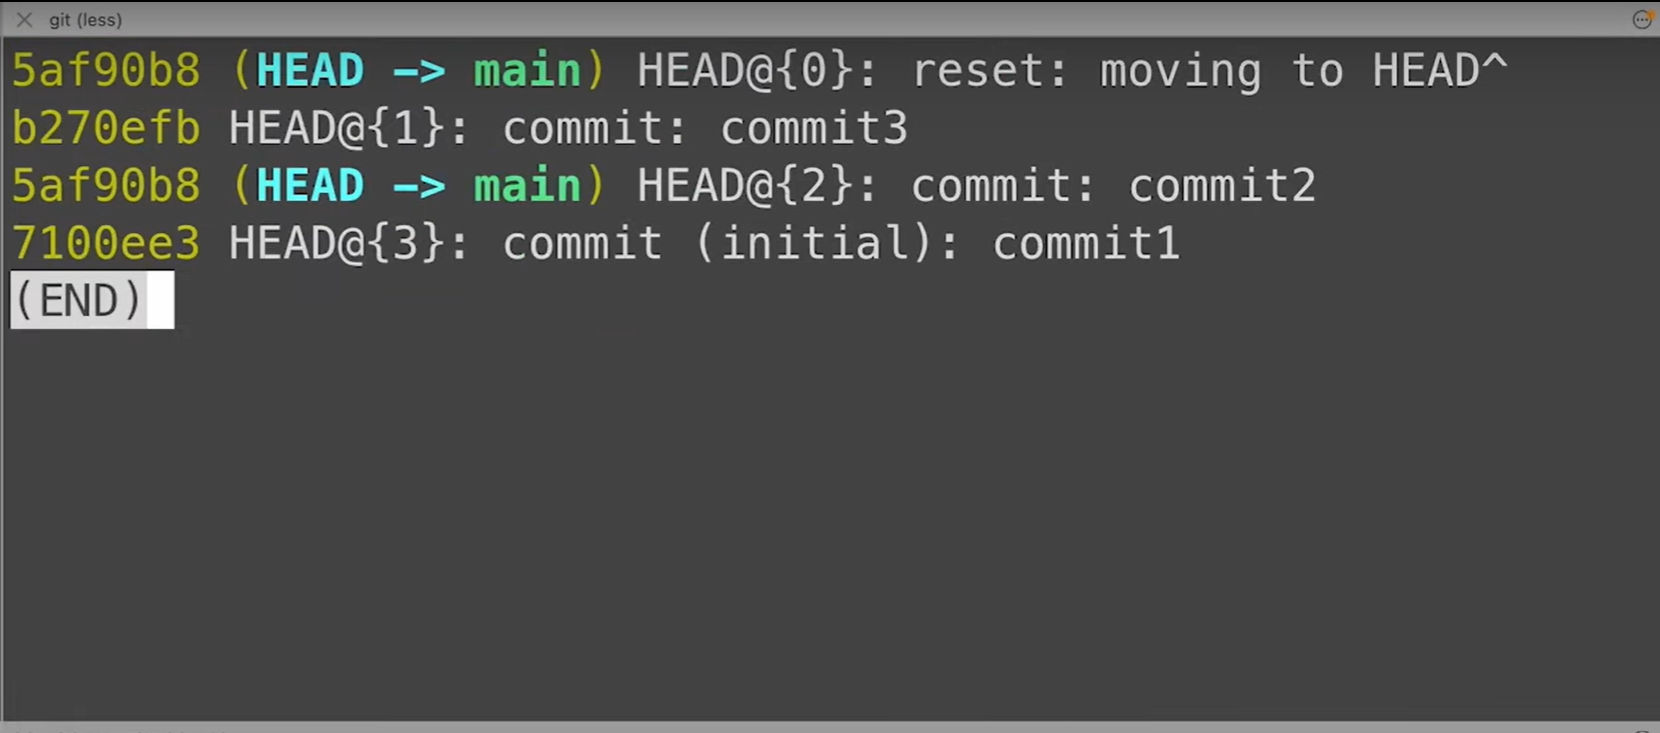 git (less)
5af90b8 (HEAD -> main) HEAD@{0}: reset: moving to HEAD^
b270efb HEAD@{1}: commit: commit3
5af90b8 (HEAD -> main) HEAD@{2}: commit: commit2
7100ee3 HEAD@{3}: commit (initial): commit1
(END)